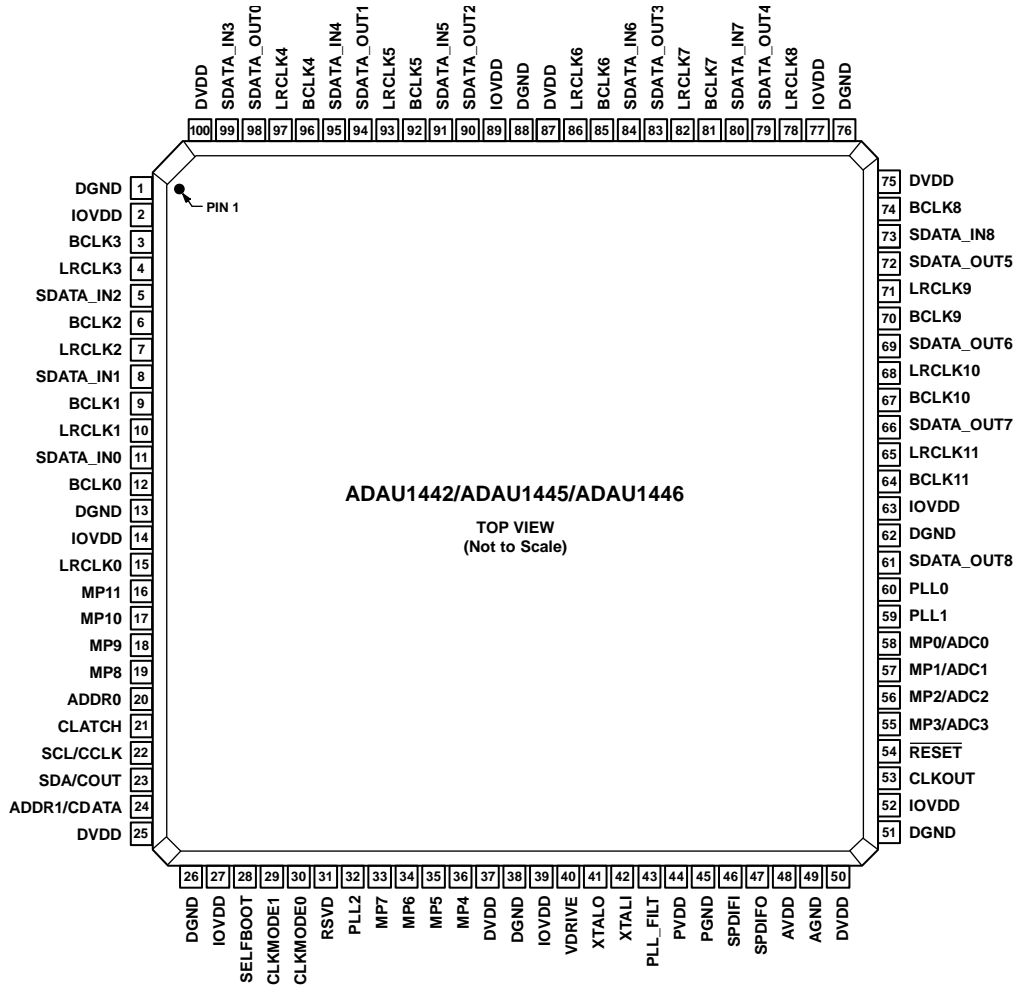 DVDD
SDATA_IN3
SDATA_OUT0
LRCLK4
BCLK4
SDATA_IN4
SDATA_OUT1
LRCLK5
BCLK5
SDATA_IN5
SDATA_OUT2
IOVDD
DGND
DVDD
LRCLK6
BCLK6
SDATA_IN6
SDATA_OUT3
LRCLK7
BCLK7
SDATA_IN7
SDATA_OUT4
LRCLK8
IOVDD
DGND
100 99 98 97 96 95 94 93 92 91 90 89 88 87 86 85 84 83 82 81 80 79 78 77 76
DGND 1
IOVDD 2
BCLK3 3
LRCLK3 4
SDATA_IN2 5
BCLK2 6
LRCLK2 7
SDATA_IN1 8
BCLK1 9
LRCLK1 10
SDATA_IN0 11
BCLK0 12
DGND 13
IOVDD 14
LRCLK0 15
MP11 16
MP10 17
MP9 18
MP8 19
ADDR0 20
CLATCH 21
SCL/CCLK 22
SDA/COUT 23
ADDR1/CDATA 24
DVDD 25
PIN 1
ADAU1442/ADAU1445/ADAU1446
TOP VIEW
(Not to Scale)
75 DVDD
74 BCLK8
73 SDATA_IN8
72 SDATA_OUT5
71 LRCLK9
70 BCLK9
69 SDATA_OUT6
68 LRCLK10
67 BCLK10
66 SDATA_OUT7
65 LRCLK11
64 BCLK11
63 IOVDD
62 DGND
61 SDATA_OUT8
60 PLL0
59 PLL1
58 MP0/ADC0
57 MP1/ADC1
56 MP2/ADC2
55 MP3/ADC3
54 RESET
53 CLKOUT
52 IOVDD
51 DGND
26 27 28 29 30 31 32 33 34 35 36 37 38 39 40 41 42 43 44 45 46 47 48 49 50
DGND
IOVDD
SELFBOOT
CLKMODE1
CLKMODE0
RSVD
PLL2
MP7
MP6
MP5
MP4
DVDD
DGND
IOVDD
VDRIVE
XTALO
XTALI
PLL_FILT
PVDD
PGND
SPDIFI
SPDIFO
AVDD
AGND
DVDD